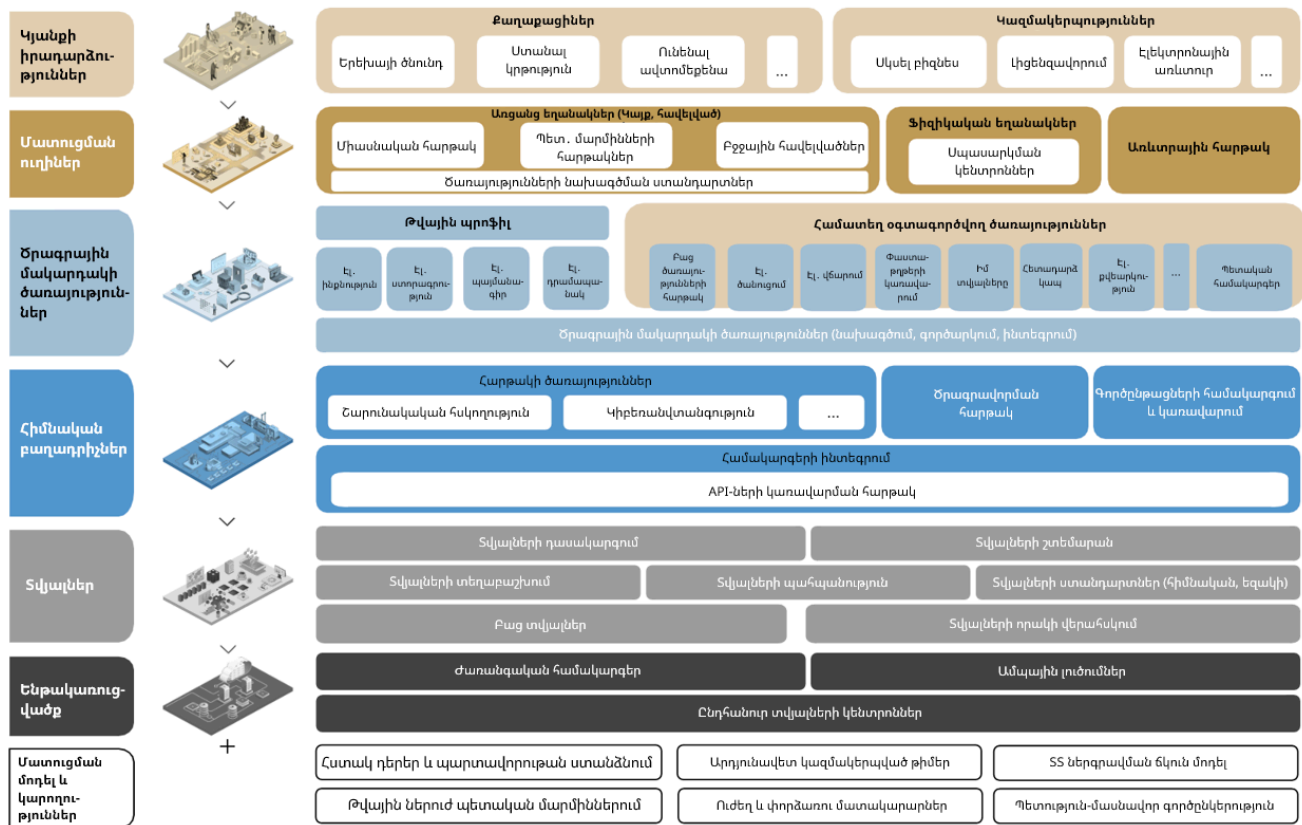 Կյանքի
իրադարձու-
թյուններ
Քաղաքացիներ
Երեխայի ծնունդ
Ստանալ
կրթություն
Ունենալ
ավտոմեքենա
...
Կազմակերպություններ
Սկսել բիզնես
Լիցենզավորում
Էլեկտրոնային
առևտուր
...
Մատուցման
ուղիներ
Առցանց եղանակներ (Կայք, հավելված)
Միասնական հարթակ
Պետ. մարմինների
հարթակներ
Բջջային հավելվածներ
Ծառայությունների նախագծման ստանդարտներ
Ֆիզիկական եղանակներ
Սպասարկման
կենտրոններ
Առևտրային հարթակ
Ծրագրային
մակարդակի
ծառայություն-
ներ
Թվային պրոֆիլ
Էլ.
ինքնություն
Էլ.
ստորագրու-
թյուն
Էլ.
պայմանա-
գիր
Էլ.
դրամապա-
նակ
Համատեղ օգտագործվող ծառայություններ
Բաց
ծառայու-
թյունների
հարթակ
Էլ.
ծանուցում
Էլ. վճարում
Փաստա-
թղթերի
կառավա-
րում
Իմ
տվյալները
Հետադարձ
կապ
Էլ.
քվեարկու-
թյուն
...
Պետական
համակարգեր
Ծրագրային մակարդակի ծառայություններ (նախագծում, գործարկում, ինտեգրում)
Հիմնական
բաղադրիչներ
Հարթակի ծառայություններ
Շարունակական հսկողություն
Կիբեռանվտանգություն
...
Ծրագրավորման
հարթակ
Գործընթացների համակարգում
և կառավարում
Համակարգերի ինտեգրում
API-ների կառավարման հարթակ
Տվյալներ
Տվյալների դասակարգում
Տվյալների շտեմարան
Տվյալների տեղաբաշխում
Տվյալների պահպանություն
Տվյալների ստանդարտներ (հիմնական, եզակի)
Բաց տվյալներ
Տվյալների որակի վերահսկում
Ենթակառուց-
վածք
Ժառանգական համակարգեր
Ամպային լուծումներ
Ընդհանուր տվյալների կենտրոններ
+
Մատուցման
մոդել և
կարողու-
թյուններ
Հստակ դերեր և պարտավորութան ստանձնում
Արդյունավետ կազմակերպված թիմեր
ՏՏ ներգրավման ճկուն մոդել
Թվային ներուժ պետական մարմիններում
Ուժեղ և փորձառու մատակարարներ
Պետություն-մասնավոր գործընկերություն